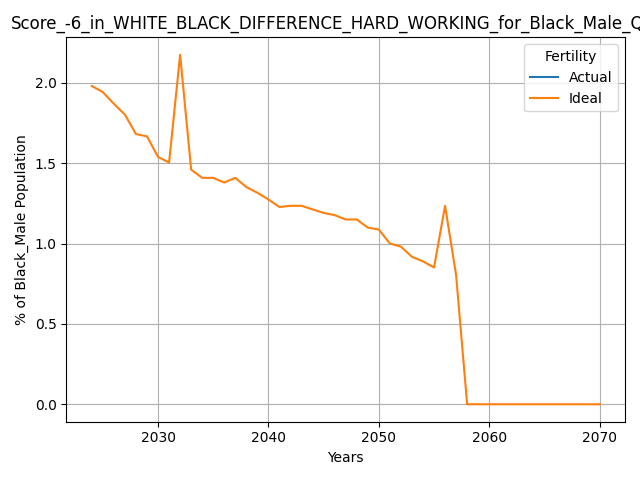 Score_-6_in_WHITE_BLACK_DIFFERENCE_HARD_WORKING_for_Black_Male_Q
Fertility
Actual
Ideal
% of Black_Male Population
2.0
1.5
1.0
0.5
0.0
2030 2040 2050 2060 2070
Years